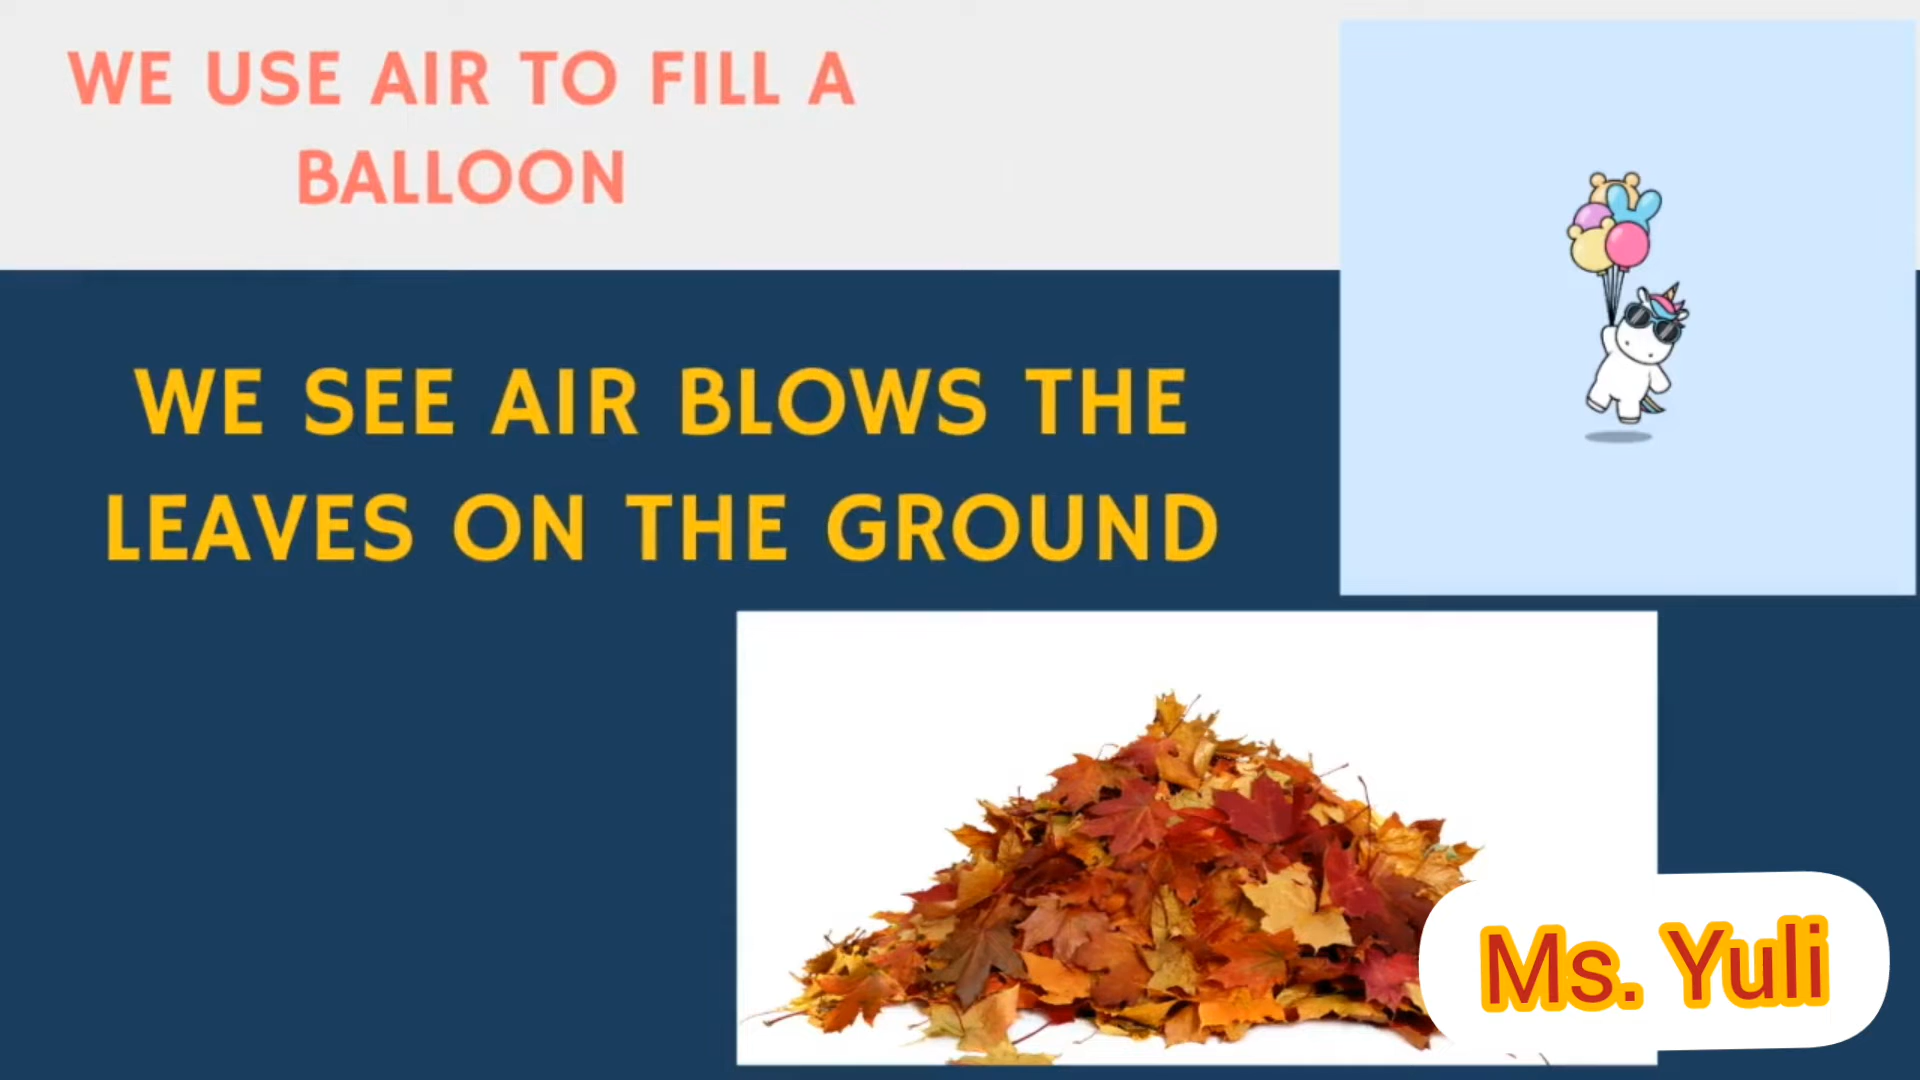 WE USE AIR TO FILL A
BALLOON
WE SEE AIR BLOWS THE
LEAVES ON THE GROUND
Ms. Yuli